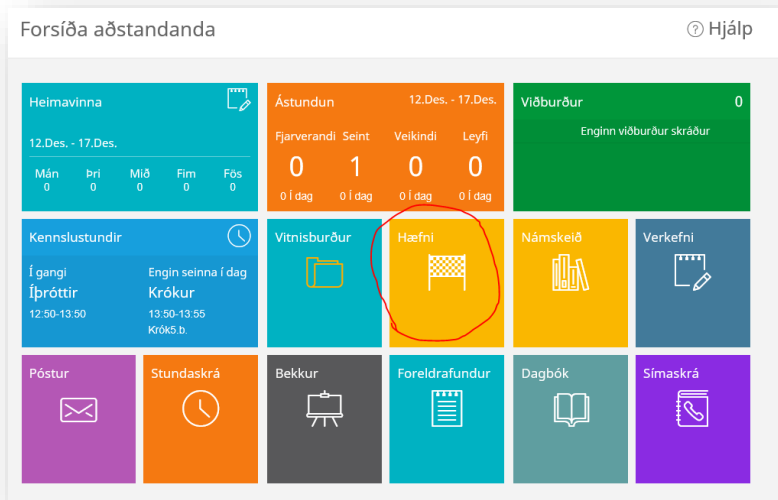 Forsíða aðstandanda
Hjálp
Heimavinna
12.Des. - 17.Des.
Mán Þri Mið Fim Fös
0 0 0 0 0
Ástundun 12.Des. - 17.Des.
Fjarverandi Seint Veikindi Leyfi
0 1 0 0
0 Í dag 0 Í dag 0 Í dag 0 Í dag
Viðburður 0
Enginn viðburður skráður
Kennslustundir
Í gangi Engin seinna í dag
Íþróttir Krókur
12:50-13:50 13:50-13:55
Krók5.b.
Vitnisburður
Hæfni
Námskeið
Verkefni
Póstur
Stundaskrá
Bekkur
Foreldrafundur
Dagbók
Símaskrá